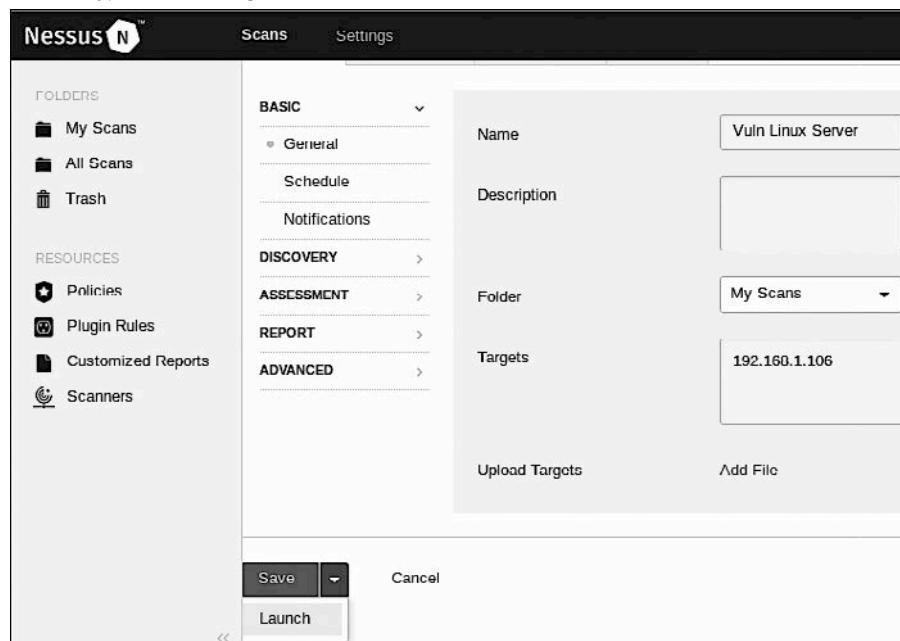 Nessus N ™
Scans
Settings
FOLDERS
My Scans
All Scans
Trash
RESOURCES
Policies
Plugin Rules
Customized Reports
Scanners
BASIC
General
Schedule
Notifications
DISCOVERY
ASSESSMENT
REPORT
ADVANCED
Name
Vuln Linux Server
Description
Folder
My Scans
Targets
192.168.1.106
Upload Targets
Add File
Save
Cancel
Launch